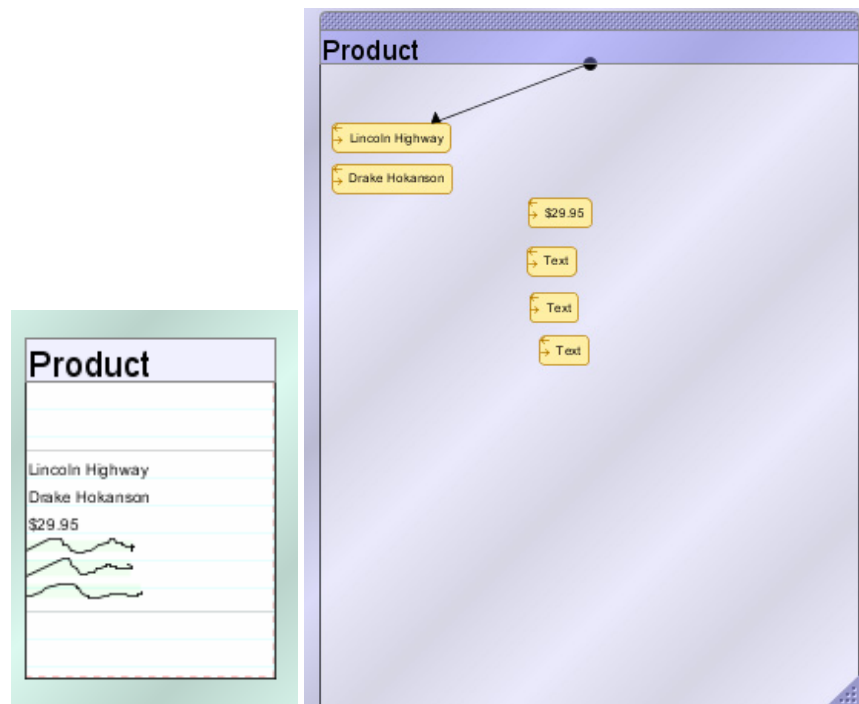 Product
Lincoln Highway
Drake Hokanson
$29.95
Product
Lincoln Highway
Drake Hokanson
$29.95
Text
Text
Text